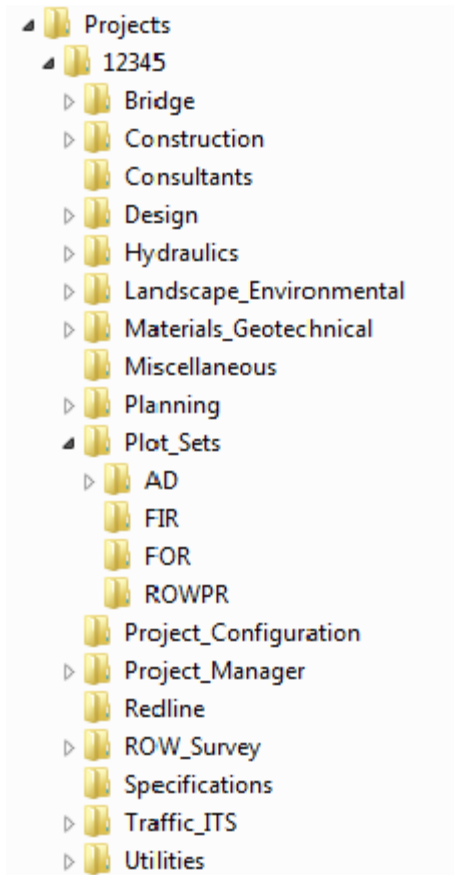 Projects
12345
Bridge
Construction
Consultants
Design
Hydraulics
Landscape_Environmental
Materials_Geotechnical
Miscellaneous
Planning
Plot_Sets
AD
FIR
FOR
ROWPR
Project_Configuration
Project_Manager
Redline
ROW_Survey
Specifications
Traffic_ITS
Utilities